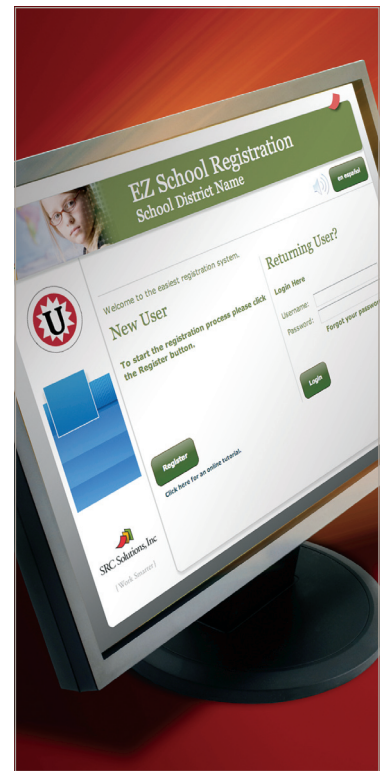 EZ School Registration
School District Name
en español
U
Welcome to the easiest registration system.
New User
To start the registration process please click
the Register button.
Register
Click here for an online tutorial.
Returning User?
Login Here
Username:
Password:
Forgot your passwo
Login
SRC Solutions, Inc
[Work Smarter]